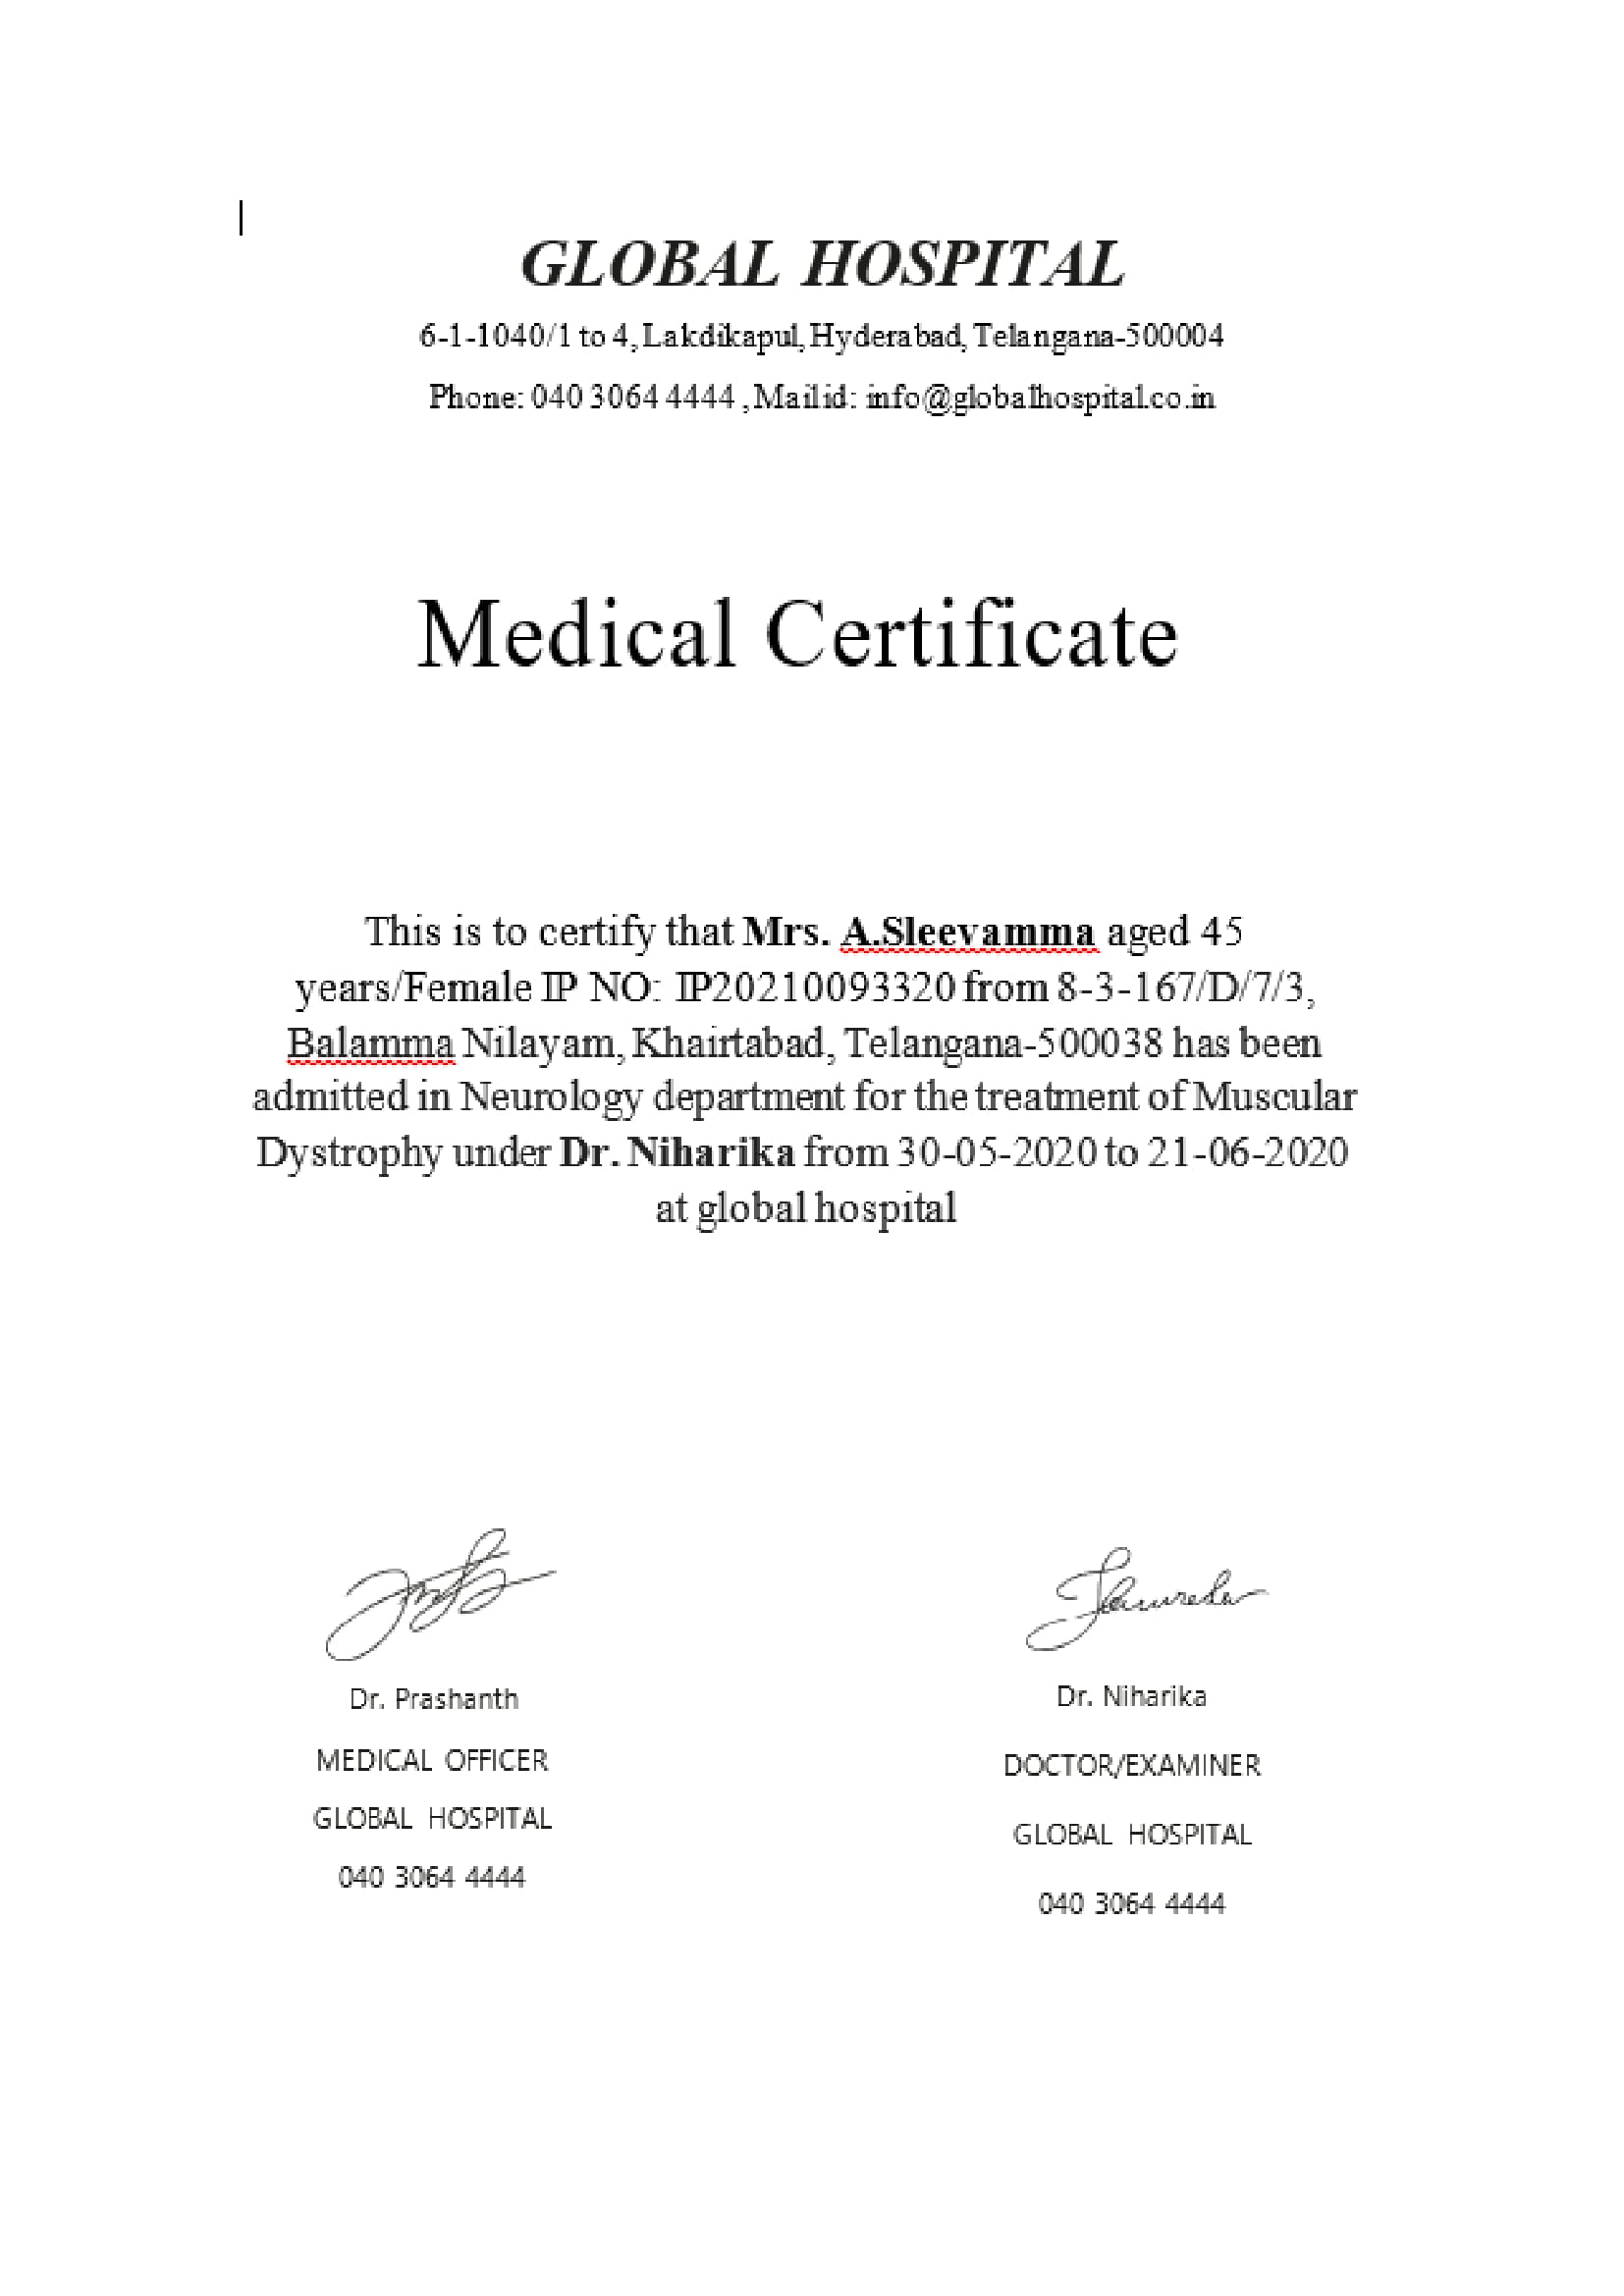 GLOBAL HOSPITAL
6-1-1040/1 to 4, Lakdikapul, Hyderabad, Telangana-500004
Phone: 040 3064 4444 , Mail id: info@globalhospital.co.in
Medical Certificate
This is to certify that Mrs. A.Sleevamma aged 45
years/Female IP NO: IP20210093320 from 8-3-167/D/7/3,
Balamma Nilayam, Khairtabad, Telangana-500038 has been
admitted in Neurology department for the treatment of Muscular
Dystrophy under Dr. Niharika from 30-05-2020 to 21-06-2020
at global hospital
Dr. Prashanth
MEDICAL OFFICER
GLOBAL HOSPITAL
040 3064 4444
Dr. Niharika
DOCTOR/EXAMINER
GLOBAL HOSPITAL
040 3064 4444